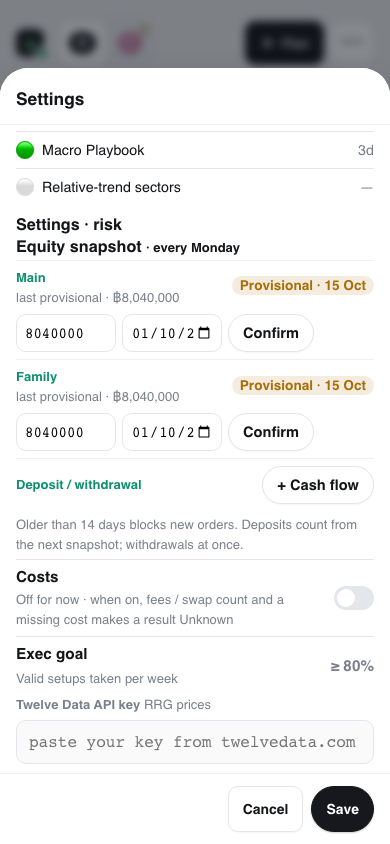 Settings
Macro Playbook 3d
Relative-trend sectors —
Settings · risk
Equity snapshot · every Monday
Main
Provisional · 15 Oct
last provisional · ฿8,040,000
8040000 01/10/2 Confirm
Family
Provisional · 15 Oct
last provisional · ฿8,040,000
8040000 01/10/2 Confirm
Deposit / withdrawal + Cash flow
Older than 14 days blocks new orders. Deposits count from
the next snapshot; withdrawals at once.
Costs
Off for now · when on, fees / swap count and a
missing cost makes a result Unknown
Exec goal
≥ 80%
Valid setups taken per week
Twelve Data API key RRG prices
paste your key from twelvedata.com
Cancel Save